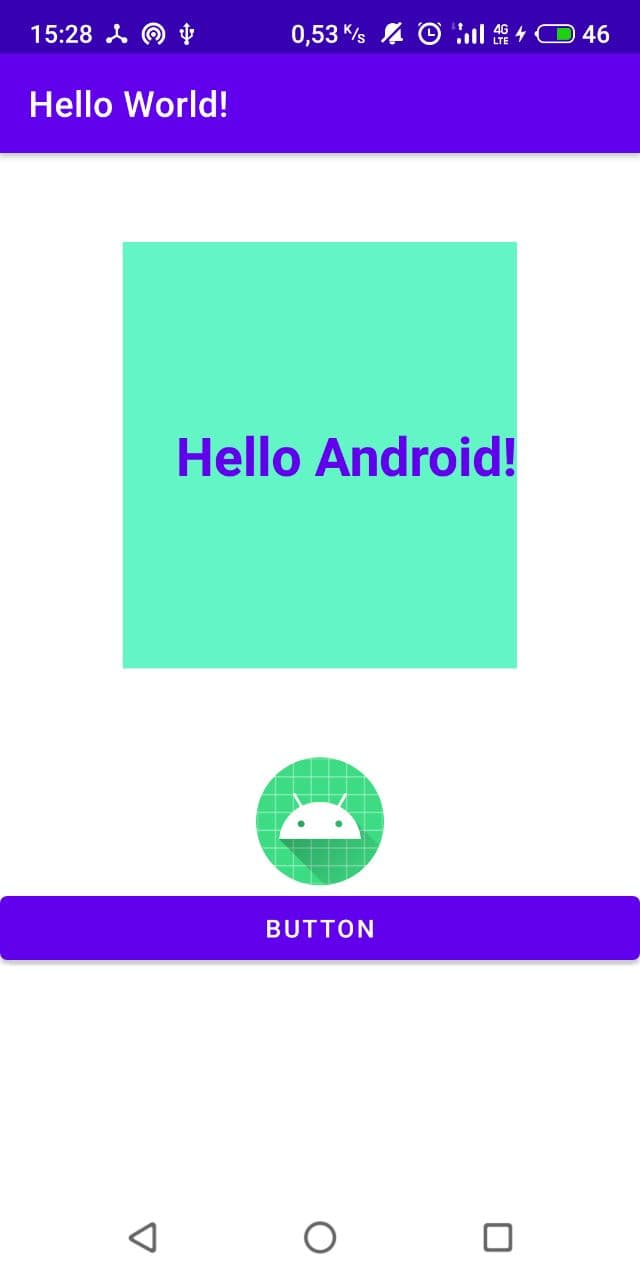 15:28 0,53 K/s 4G LTE 46
Hello World!
Hello Android!
BUTTON